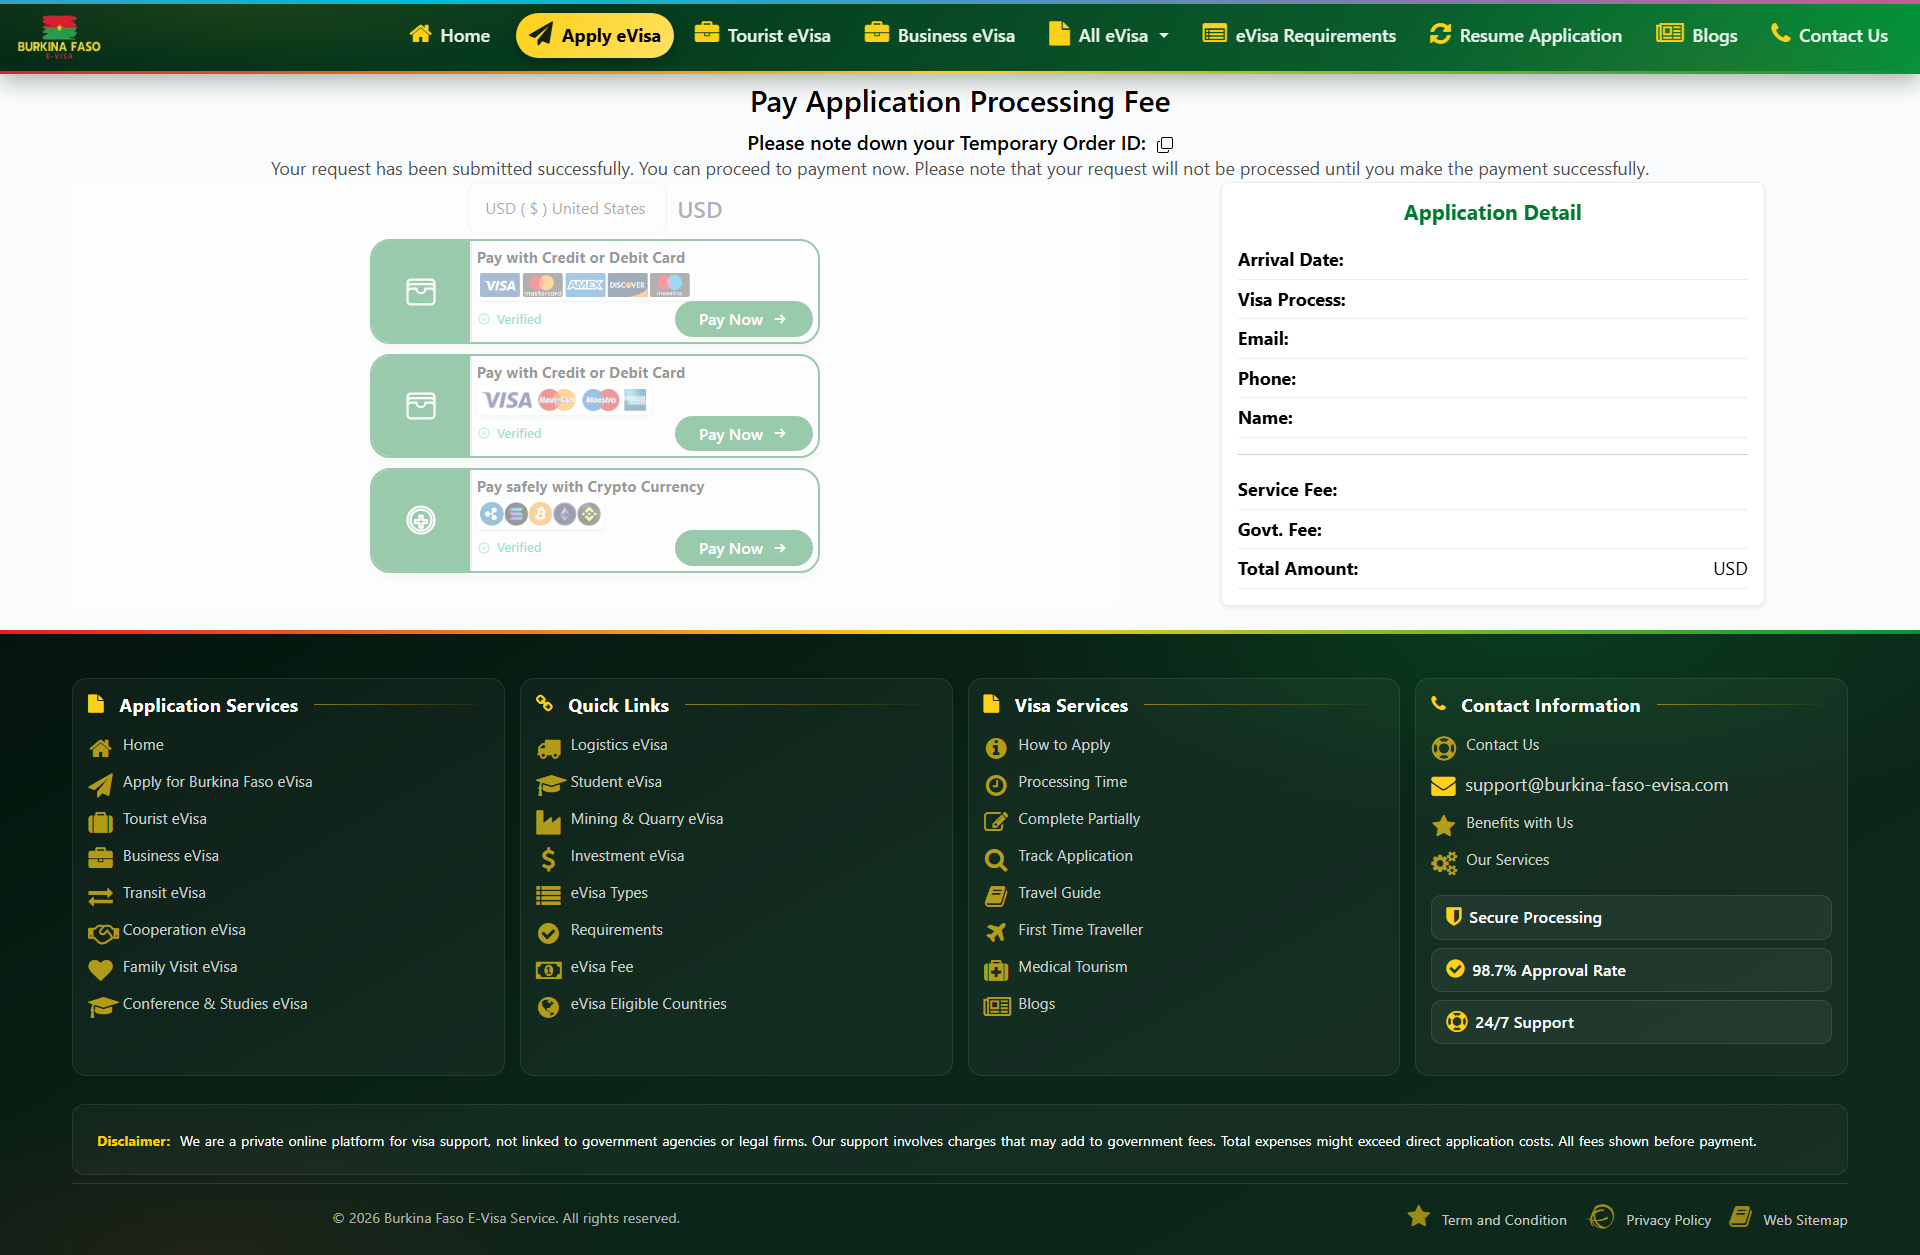 BURKINA FASO
E-VISA
Home
Apply eVisa
Tourist eVisa
Business eVisa
All eVisa
eVisa Requirements
Resume Application
Blogs
Contact Us
Pay Application Processing Fee
Please note down your Temporary Order ID:
Your request has been submitted successfully. You can proceed to payment now. Please note that your request will not be processed until you make the payment successfully.
USD ( $ ) United States
USD
Pay with Credit or Debit Card
VISA mastercard AMEX DISCOVER maestro
Verified
Pay Now
Pay with Credit or Debit Card
VISA MasterCard Maestro
Verified
Pay Now
Pay safely with Crypto Currency
Verified
Pay Now
Application Detail
Arrival Date:
Visa Process:
Email:
Phone:
Name:
Service Fee:
Govt. Fee:
Total Amount: USD
Application Services
Home
Apply for Burkina Faso eVisa
Tourist eVisa
Business eVisa
Transit eVisa
Cooperation eVisa
Family Visit eVisa
Conference & Studies eVisa
Quick Links
Logistics eVisa
Student eVisa
Mining & Quarry eVisa
Investment eVisa
eVisa Types
Requirements
eVisa Fee
eVisa Eligible Countries
Visa Services
How to Apply
Processing Time
Complete Partially
Track Application
Travel Guide
First Time Traveller
Medical Tourism
Blogs
Contact Information
Contact Us
support@burkina-faso-evisa.com
Benefits with Us
Our Services
Secure Processing
98.7% Approval Rate
24/7 Support
Disclaimer: We are a private online platform for visa support, not linked to government agencies or legal firms. Our support involves charges that may add to government fees. Total expenses might exceed direct application costs. All fees shown before payment.
© 2026 Burkina Faso E-Visa Service. All rights reserved.
Term and Condition
Privacy Policy
Web Sitemap